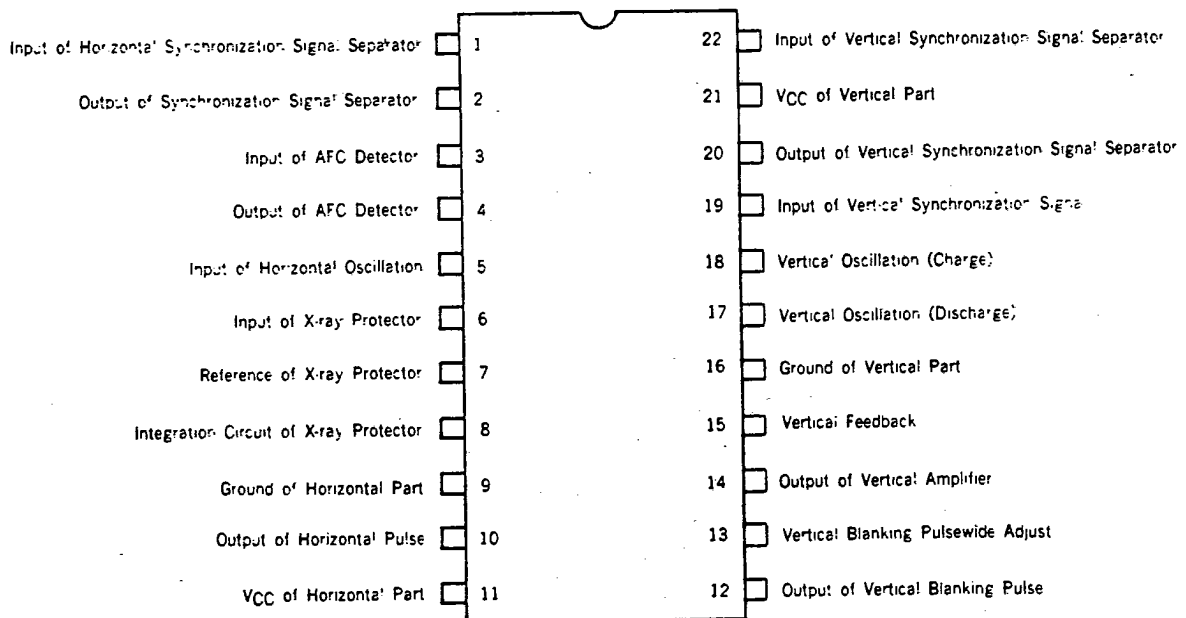 Input of Horizontal Synchronization Signal Separator 1
Output of Synchronization Signal Separator 2
Input of AFC Detector 3
Output of AFC Detector 4
Input of Horizontal Oscillation 5
Input of X-ray Protector 6
Reference of X-ray Protector 7
Integration Circuit of X-ray Protector 8
Ground of Horizontal Part 9
Output of Horizontal Pulse 10
VCC of Horizontal Part 11
22 Input of Vertical Synchronization Signal Separator
21 VCC of Vertical Part
20 Output of Vertical Synchronization Signal Separator
19 Input of Vertical Synchronization Signal
18 Vertical Oscillation (Charge)
17 Vertical Oscillation (Discharge)
16 Ground of Vertical Part
15 Vertical Feedback
14 Output of Vertical Amplifier
13 Vertical Blanking Pulsewide Adjust
12 Output of Vertical Blanking Pulse